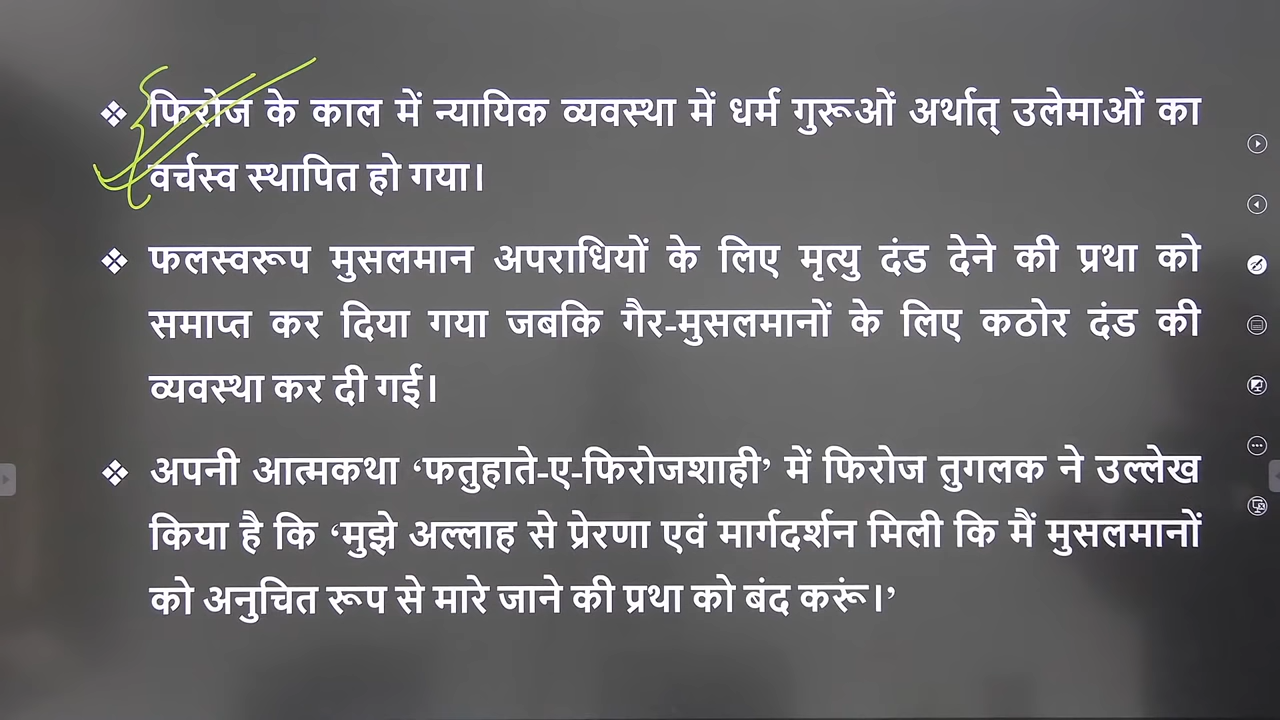 ❖ फिरोज के काल में न्यायिक व्यवस्था में धर्म गुरूओं अर्थात् उलेमाओं का
वर्चस्व स्थापित हो गया।
❖ फलस्वरूप मुसलमान अपराधियों के लिए मृत्यु दंड देने की प्रथा को
समाप्त कर दिया गया जबकि गैर-मुसलमानों के लिए कठोर दंड की
व्यवस्था कर दी गई।
❖ अपनी आत्मकथा ‘फतुहाते-ए-फिरोजशाही’ में फिरोज तुगलक ने उल्लेख
किया है कि ‘मुझे अल्लाह से प्रेरणा एवं मार्गदर्शन मिली कि मैं मुसलमानों
को अनुचित रूप से मारे जाने की प्रथा को बंद करूं।’